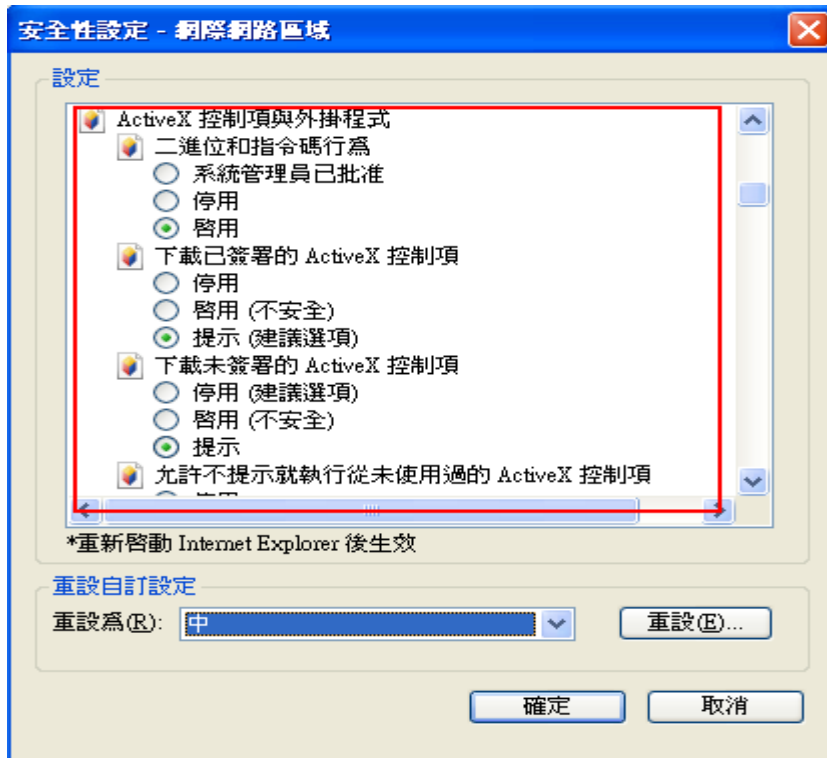 安全性設定 - 網際網路區域
設定
ActiveX 控制項與外掛程式
二進位和指令碼行為
系統管理員已批准
停用
啓用
下載已簽署的 ActiveX 控制項
停用
啓用 (不安全)
提示 (建議選項)
下載未簽署的 ActiveX 控制項
停用 (建議選項)
啓用 (不安全)
提示
允許不提示就執行從未使用過的 ActiveX 控制項
*重新啓動 Internet Explorer 後生效
重設自訂設定
重設為(R): 中 重設(E)...
確定 取消